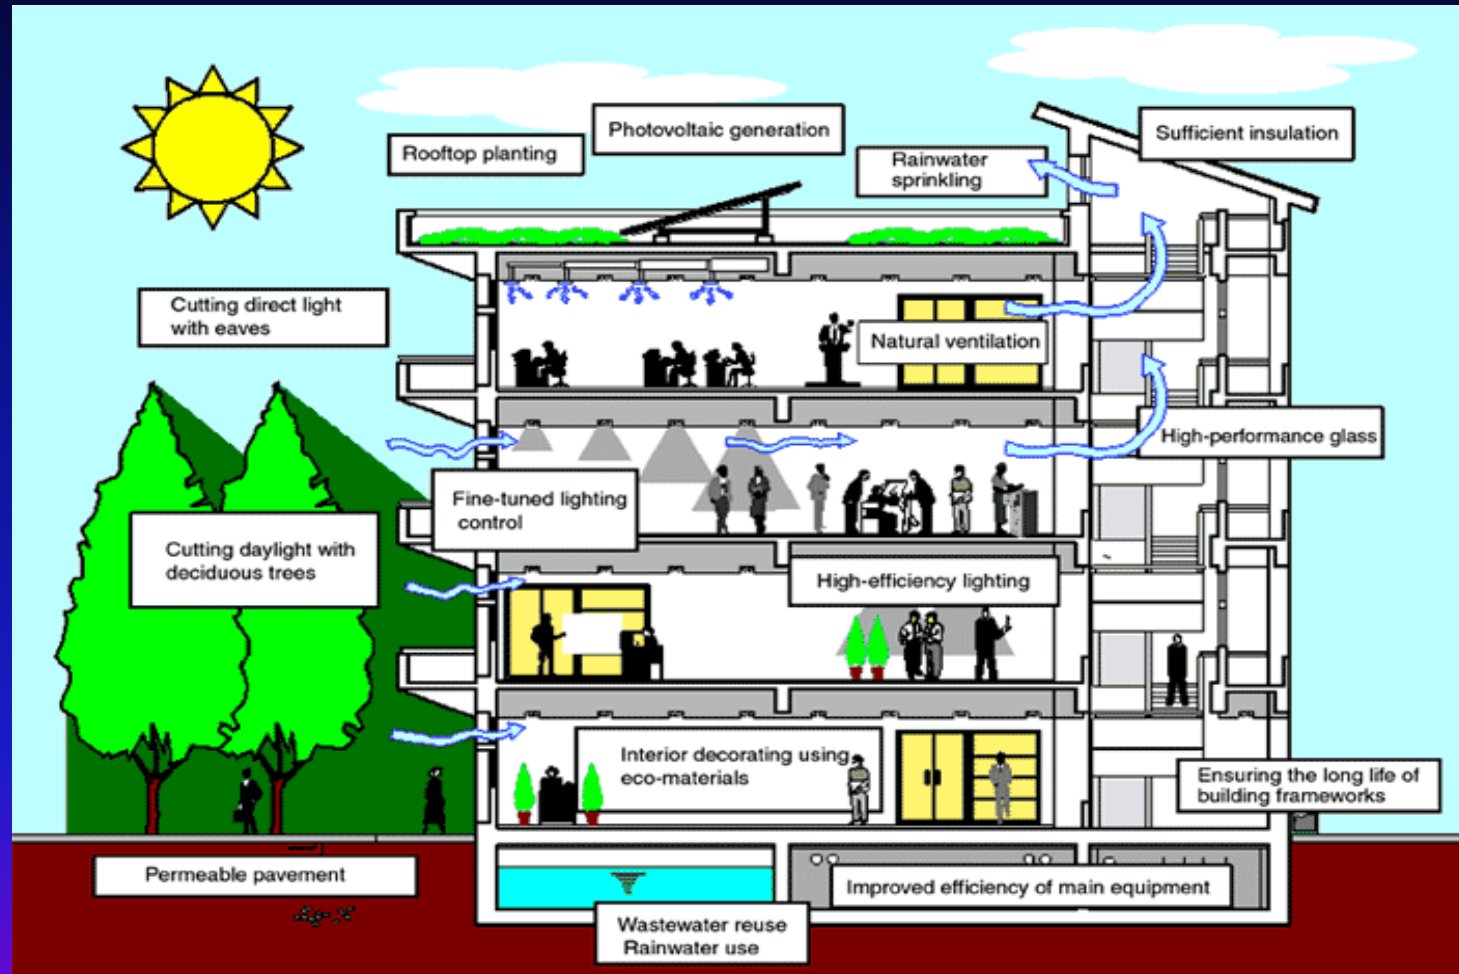 Photovoltaic generation
Sufficient insulation
Rooftop planting
Rainwater
sprinkling
Cutting direct light
with eaves
Natural ventilation
High-performance glass
Fine-tuned lighting
control
Cutting daylight with
deciduous trees
High-efficiency lighting
Interior decorating using
eco-materials
Ensuring the long life of
building frameworks
Permeable pavement
Improved efficiency of main equipment
Wastewater reuse
Rainwater use